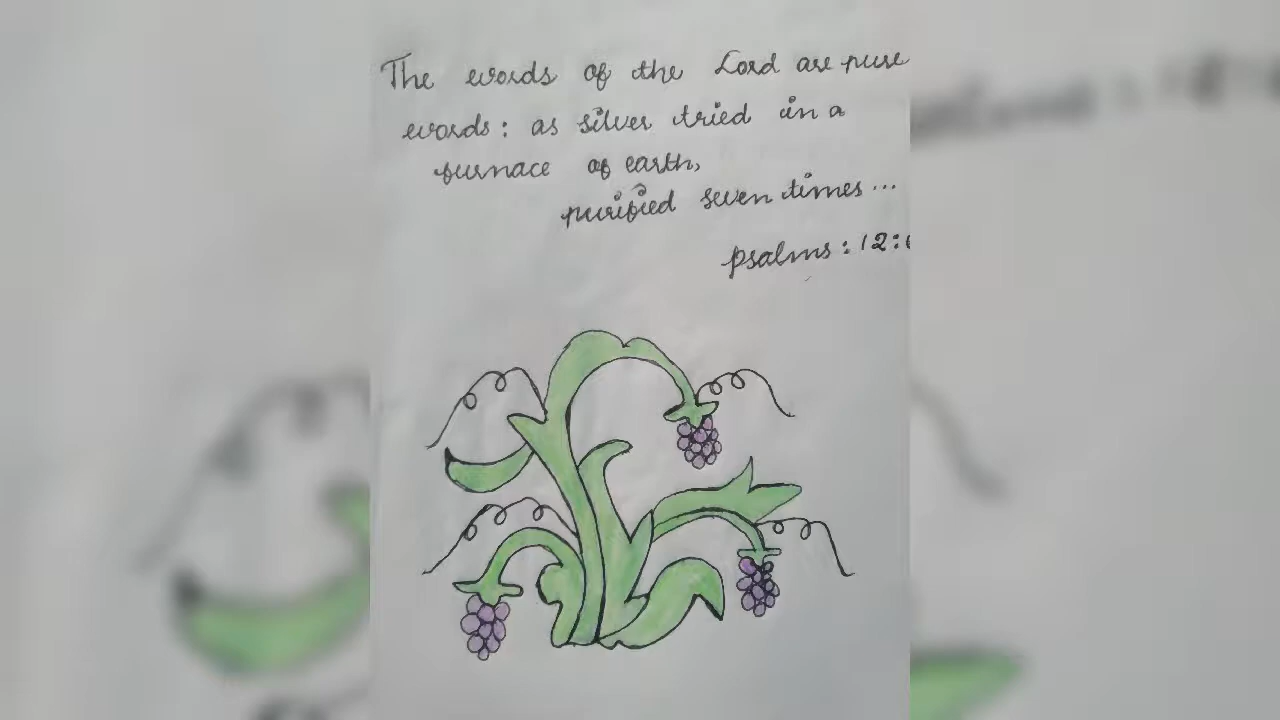 The words of the Lord are pure
words: as silver tried in a
furnace of earth,
purified seven times...
psalms: 12: